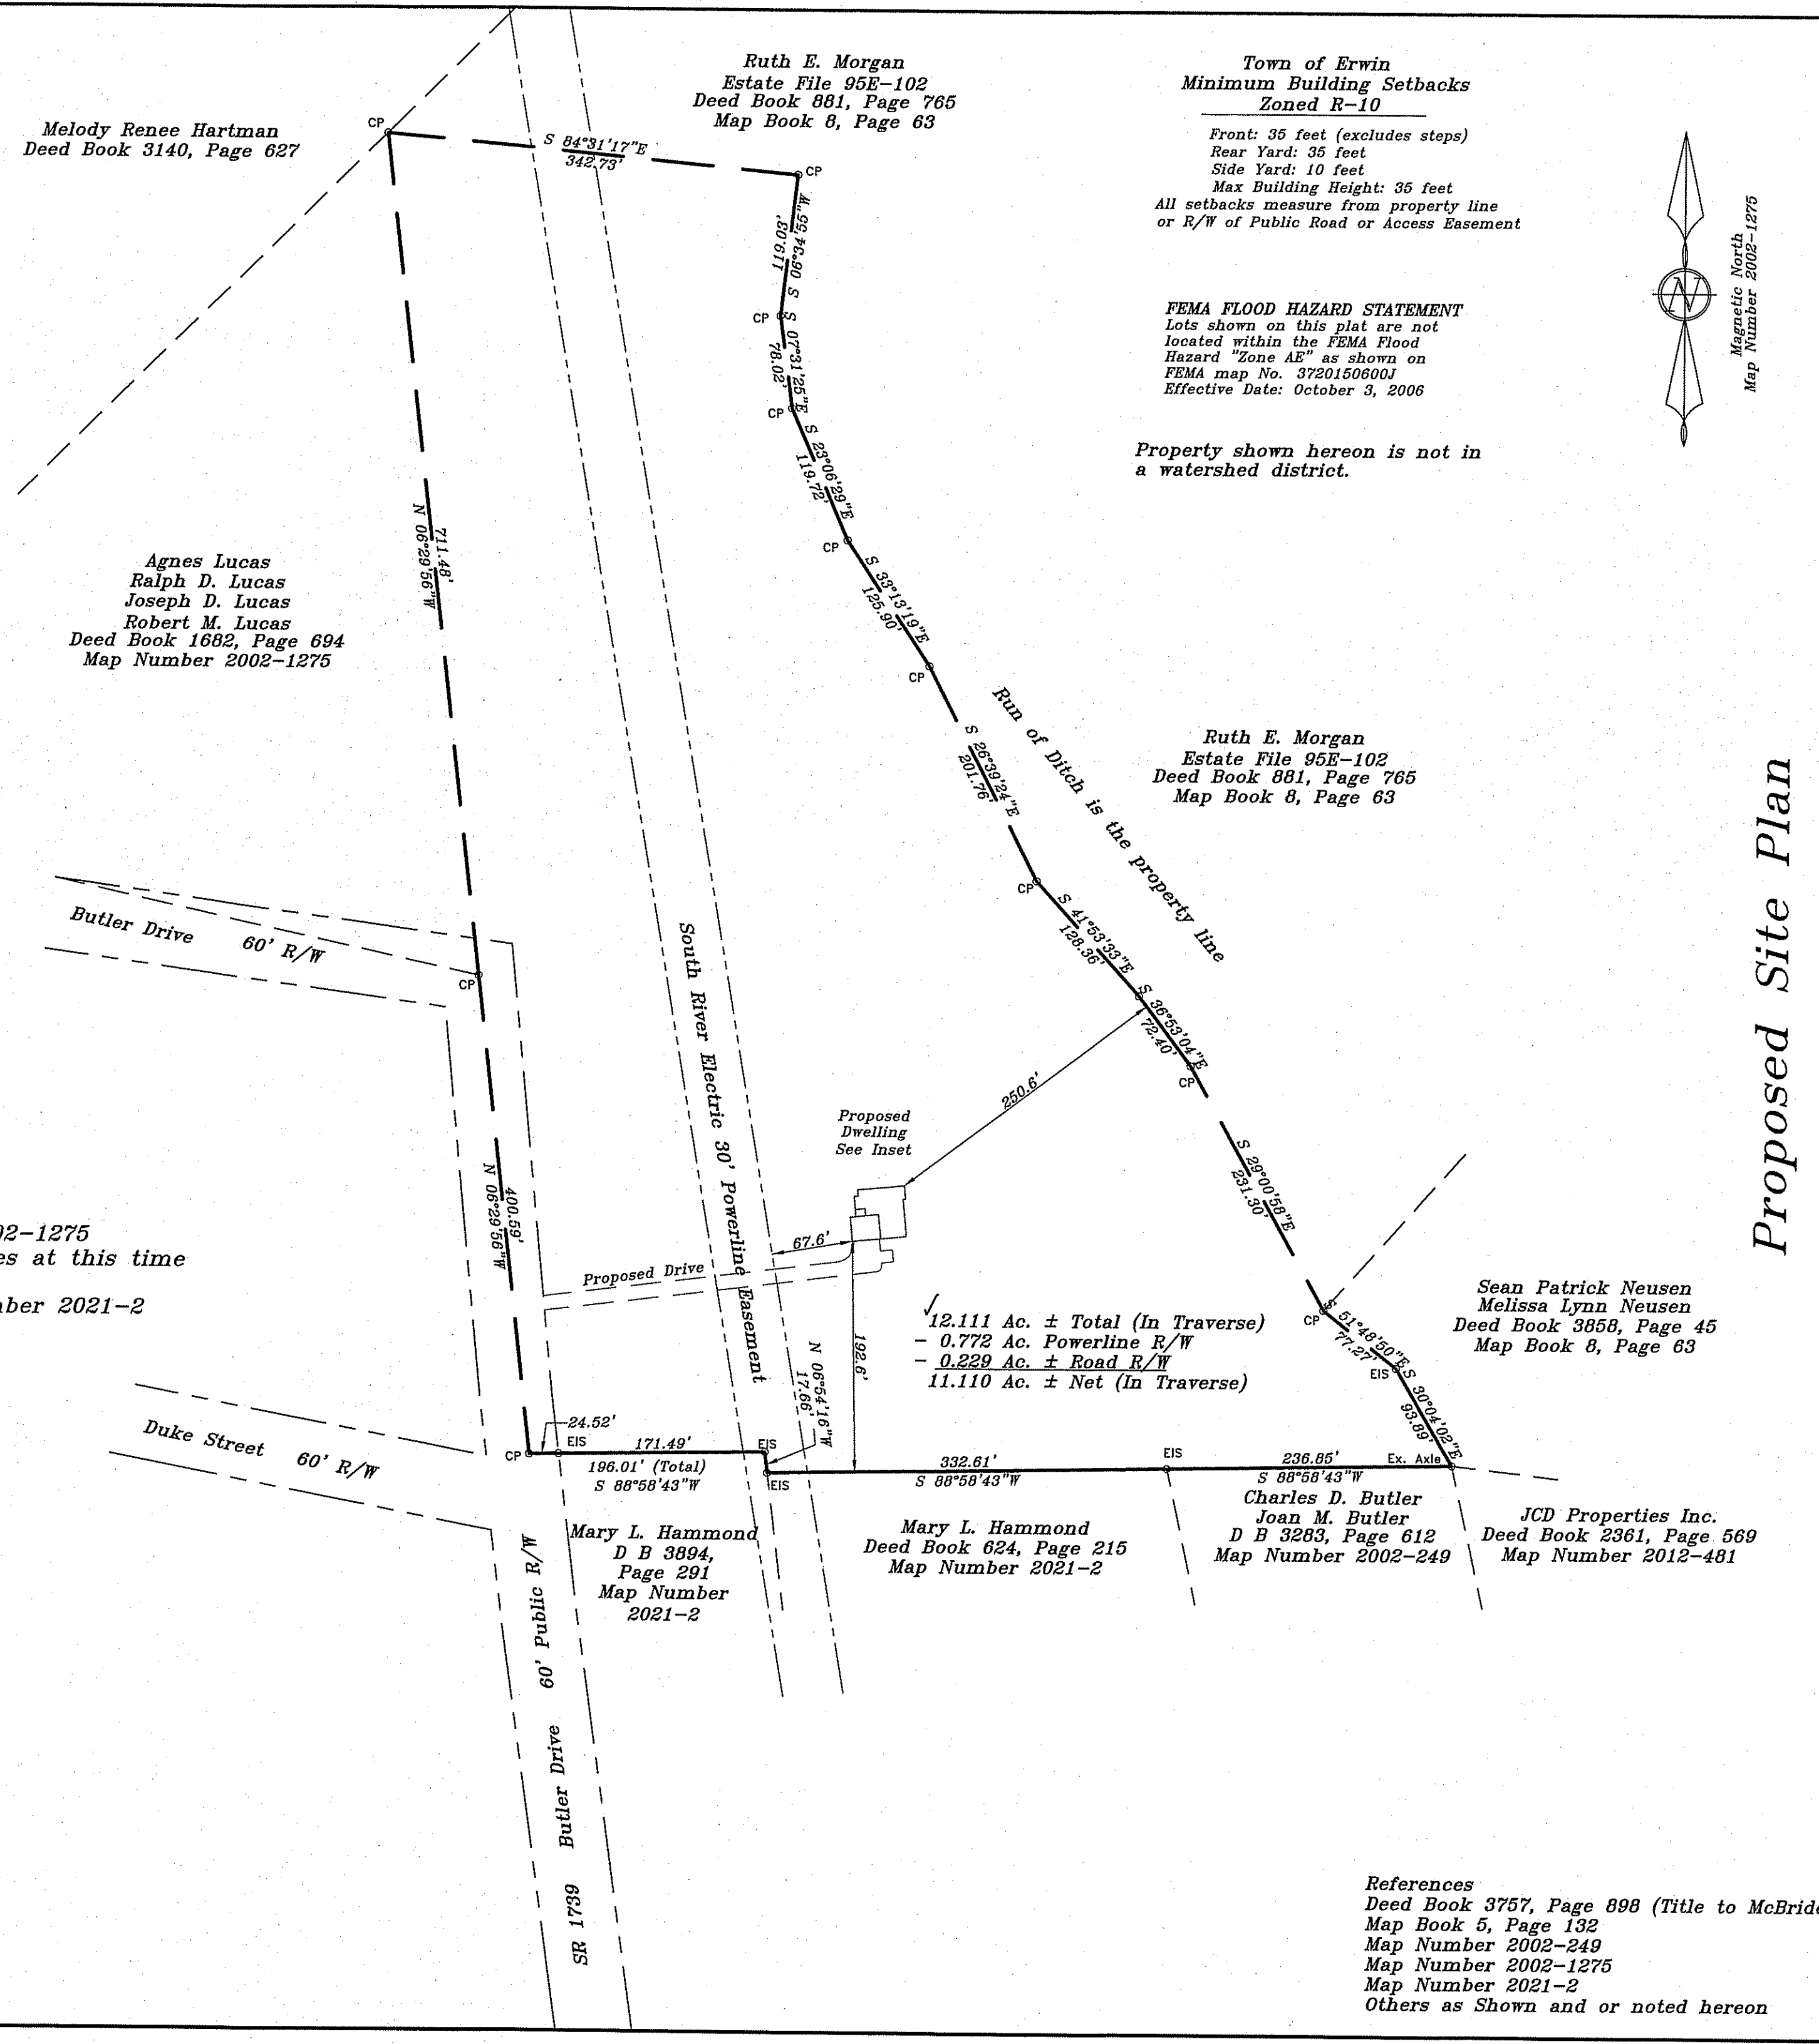 Melody Renee Hartman
Deed Book 3140, Page 627
CP
S 84°31'17"E
342.73'
Ruth E. Morgan
Estate File 95E-102
Deed Book 881, Page 765
Map Book 8, Page 63
CP
Town of Erwin
Minimum Building Setbacks
Zoned R-10
Front: 35 feet (excludes steps)
Rear Yard: 35 feet
Side Yard: 10 feet
Max Building Height: 35 feet
All setbacks measure from property line
or R/W of Public Road or Access Easement
Magnetic North
Map Number 2002-1275
N
FEMA FLOOD HAZARD STATEMENT
Lots shown on this plat are not
located within the FEMA Flood
Hazard "Zone AE" as shown on
FEMA map No. 3720150600J
Effective Date: October 3, 2006
Property shown hereon is not in
a watershed district.
119.03'
S 06°34'55"W
CP
S 07°31'25"E
78.02'
CP
S 23°06'29"E
119.72'
CP
S 33°13'19"E
125.90'
CP
S 26°39'24"E
201.76'
CP
Run of Ditch is the property line
S 41°53'33"E
128.36'
S 36°53'04"E
72.40'
CP
S 29°00'58"E
231.30'
CP
S 51°48'50"E
77.27'
EIS
S 30°04'02"E
93.89'
711.48'
N 06°29'56"W
Agnes Lucas
Ralph D. Lucas
Joseph D. Lucas
Robert M. Lucas
Deed Book 1682, Page 694
Map Number 2002-1275
Ruth E. Morgan
Estate File 95E-102
Deed Book 881, Page 765
Map Book 8, Page 63
Proposed Site Plan
Butler Drive 60' R/W
CP
South River Electric 30' Powerline Easement
400.59'
N 06°29'56"W
250.6'
Proposed
Dwelling
See Inset
67.6'
Proposed Drive
192.6'
02-1275
es at this time
ber 2021-2
12.111 Ac. ± Total (In Traverse)
- 0.772 Ac. Powerline R/W
- 0.229 Ac. ± Road R/W
11.110 Ac. ± Net (In Traverse)
Sean Patrick Neusen
Melissa Lynn Neusen
Deed Book 3858, Page 45
Map Book 8, Page 63
N 06°54'16"W
17.66'
Duke Street 60' R/W
24.52'
CP
EIS
171.49'
EIS
196.01' (Total)
S 88°58'43"W
EIS
332.61'
S 88°58'43"W
EIS
236.85'
S 88°58'43"W
Ex. Axle
Mary L. Hammond
D B 3894,
Page 291
Map Number
2021-2
Mary L. Hammond
Deed Book 624, Page 215
Map Number 2021-2
Charles D. Butler
Joan M. Butler
D B 3283, Page 612
Map Number 2002-249
JCD Properties Inc.
Deed Book 2361, Page 569
Map Number 2012-481
SR 1739 Butler Drive 60' Public R/W
References
Deed Book 3757, Page 898 (Title to McBride
Map Book 5, Page 132
Map Number 2002-249
Map Number 2002-1275
Map Number 2021-2
Others as Shown and or noted hereon